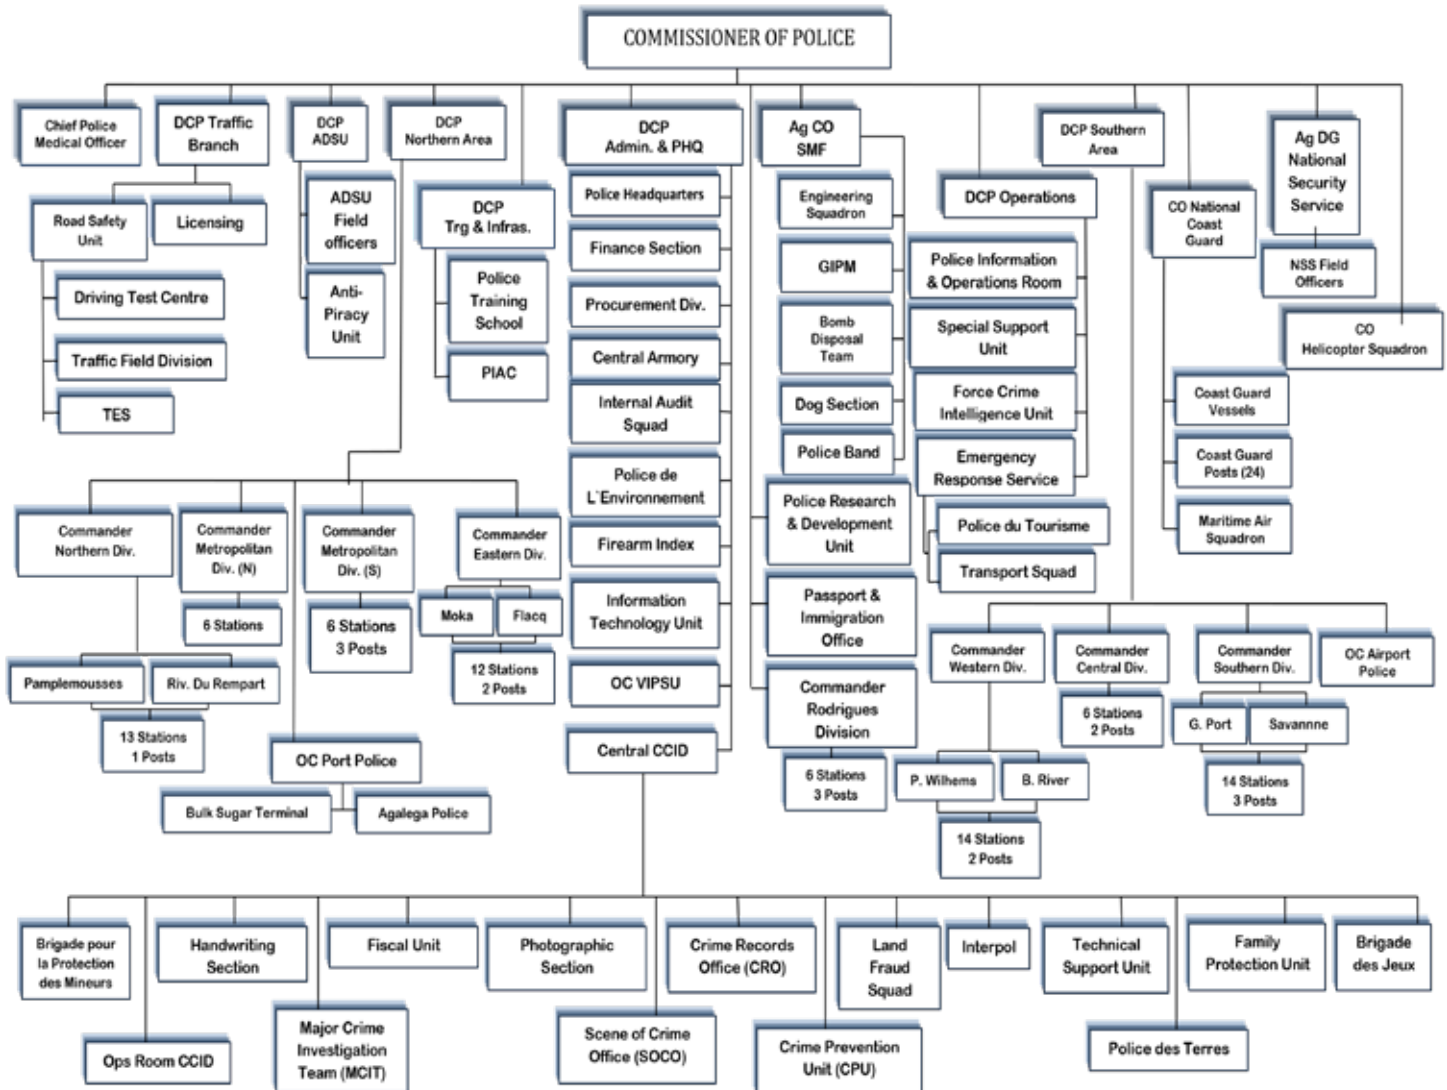 COMMISSIONER OF POLICE
Chief Police
Medical Officer
DCP Traffic
Branch
DCP
ADSU
DCP
Northern Area
DCP
Admin. & PHQ
Ag CO
SMF
DCP Southern
Area
Ag DG
National
Security
Service
Road Safety
Unit
Licensing
Driving Test Centre
Traffic Field Division
TES
ADSU
Field
officers
Anti-
Piracy
Unit
DCP
Trg & Infras.
Police
Training
School
PIAC
Police Headquarters
Finance Section
Procurement Div.
Central Armory
Internal Audit
Squad
Police de
L`Environnement
Firearm Index
Information
Technology Unit
OC VIPSU
Central CCID
Engineering
Squadron
GIPM
Bomb
Disposal
Team
Dog Section
Police Band
Police Research
& Development
Unit
Passport &
Immigration
Office
Commander
Rodrigues
Division
6 Stations
3 Posts
DCP Operations
Police Information
& Operations Room
Special Support
Unit
Force Crime
Intelligence Unit
Emergency
Response Service
Police du Tourisme
Transport Squad
CO National
Coast
Guard
NSS Field
Officers
CO
Helicopter Squadron
Coast Guard
Vessels
Coast Guard
Posts (24)
Maritime Air
Squadron
Commander
Northern Div.
Commander
Metropolitan
Div. (N)
Commander
Metropolitan
Div. (S)
Commander
Eastern Div.
6 Stations
6 Stations
3 Posts
Moka
Flacq
12 Stations
2 Posts
Pamplemousses
Riv. Du Rempart
13 Stations
1 Posts
OC Port Police
Bulk Sugar Terminal
Agalega Police
Commander
Western Div.
Commander
Central Div.
Commander
Southern Div.
OC Airport
Police
6 Stations
2 Posts
G. Port
Savannne
P. Wilhems
B. River
14 Stations
3 Posts
14 Stations
2 Posts
Brigade pour
la Protection
des Mineurs
Handwriting
Section
Fiscal Unit
Photographic
Section
Crime Records
Office (CRO)
Land
Fraud
Squad
Interpol
Technical
Support Unit
Family
Protection Unit
Brigade
des Jeux
Ops Room CCID
Major Crime
Investigation
Team (MCIT)
Scene of Crime
Office (SOCO)
Crime Prevention
Unit (CPU)
Police des Terres